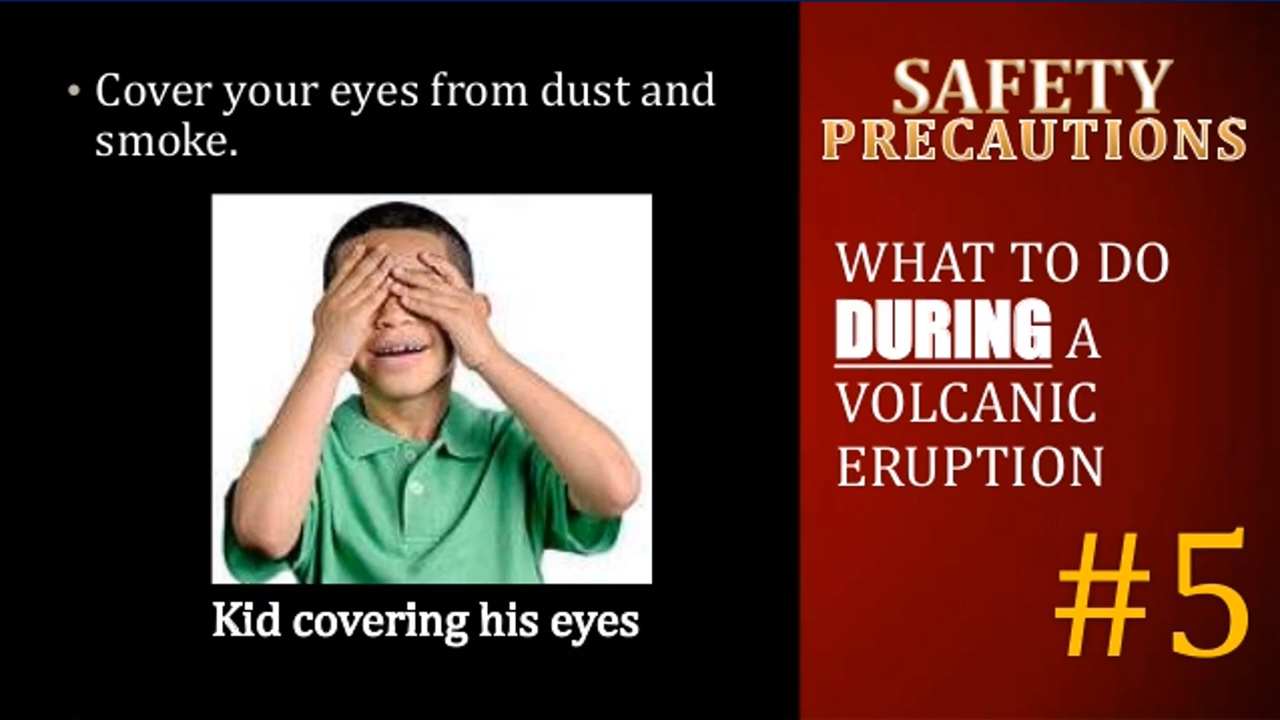 • Cover your eyes from dust and
smoke.
Kid covering his eyes
SAFETY
PRECAUTIONS
WHAT TO DO
DURING A
VOLCANIC
ERUPTION
#5